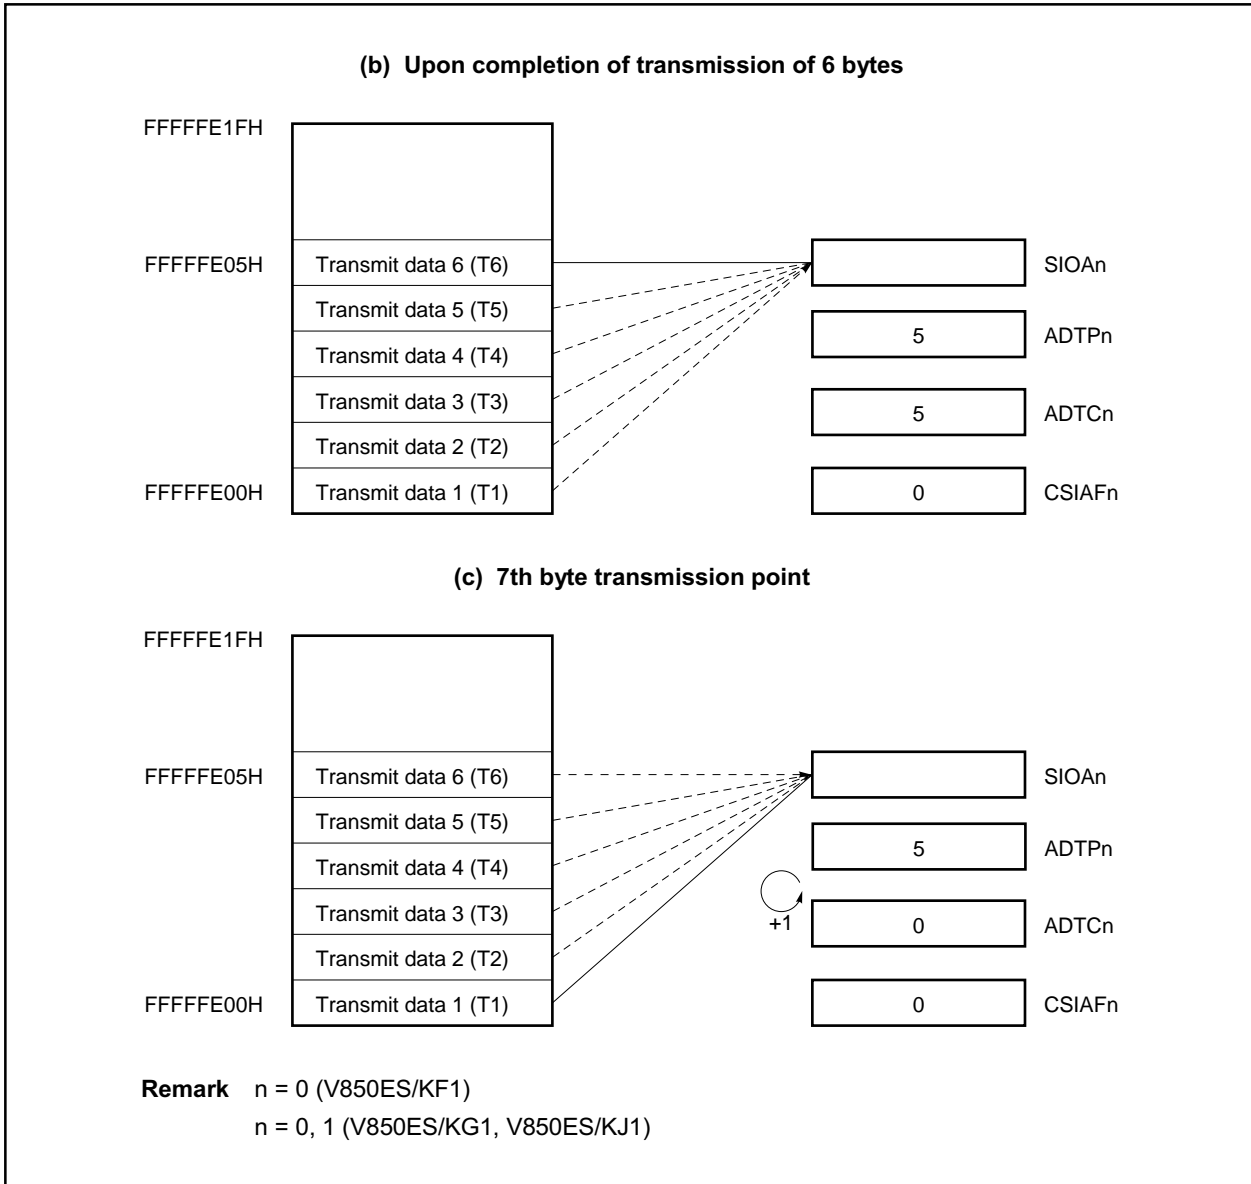 (b) Upon completion of transmission of 6 bytes
FFFFFE1FH
FFFFFE05H Transmit data 6 (T6) SIOAn
Transmit data 5 (T5)
5 ADTPn
Transmit data 4 (T4)
Transmit data 3 (T3)
5 ADTCn
Transmit data 2 (T2)
FFFFFE00H Transmit data 1 (T1) 0 CSIAFn
(c) 7th byte transmission point
FFFFFE1FH
FFFFFE05H Transmit data 6 (T6) SIOAn
Transmit data 5 (T5)
5 ADTPn
Transmit data 4 (T4)
Transmit data 3 (T3)
+1 0 ADTCn
Transmit data 2 (T2)
FFFFFE00H Transmit data 1 (T1) 0 CSIAFn
Remark n = 0 (V850ES/KF1)
n = 0, 1 (V850ES/KG1, V850ES/KJ1)